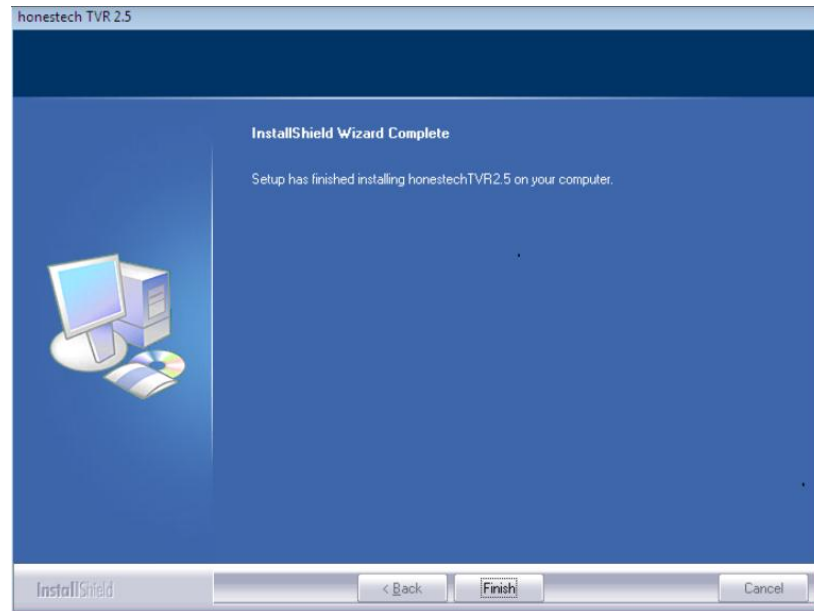 honestech TVR 2.5
InstallShield Wizard Complete
Setup has finished installing honestechTVR2.5 on your computer.
InstallShield
< Back
Finish
Cancel